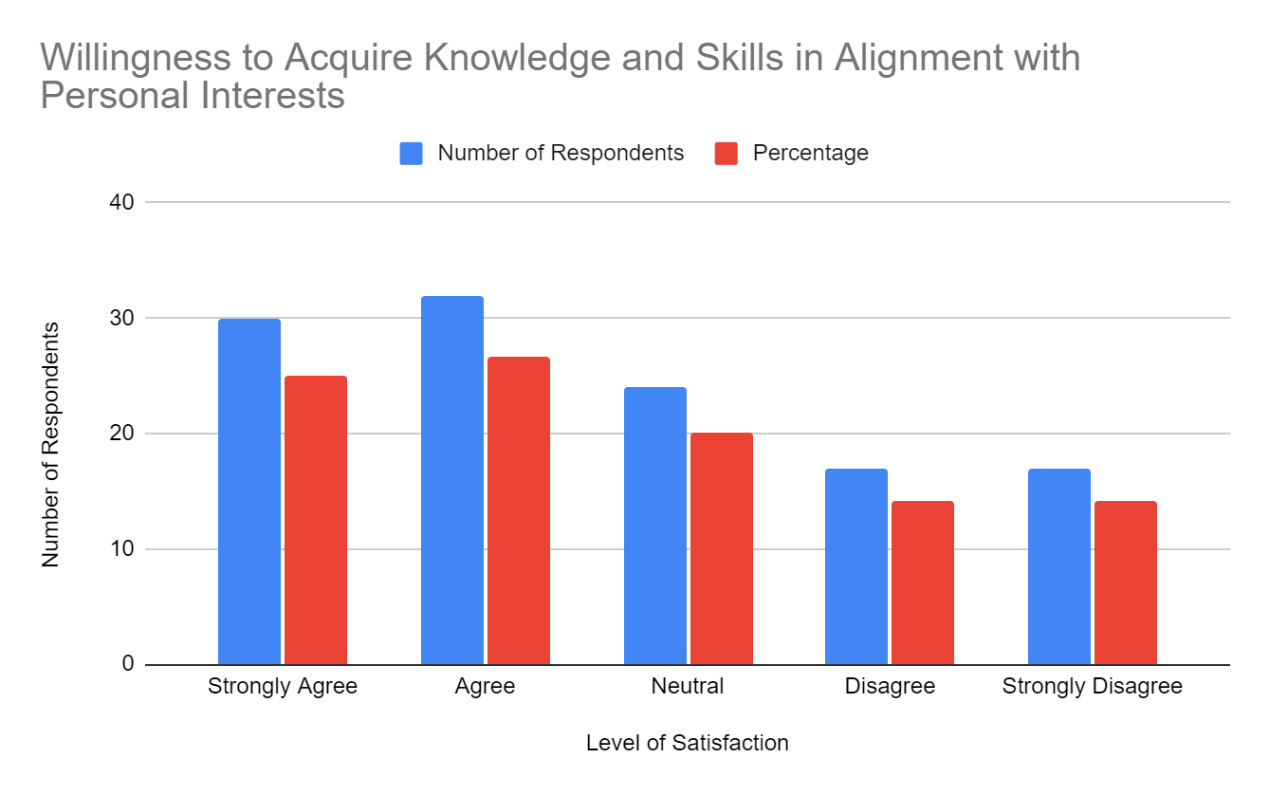 Willingness to Acquire Knowledge and Skills in Alignment with
Personal Interests
Number of Respondents Percentage
40
30
20
10
0
Number of Respondents
Strongly Agree Agree Neutral Disagree Strongly Disagree
Level of Satisfaction